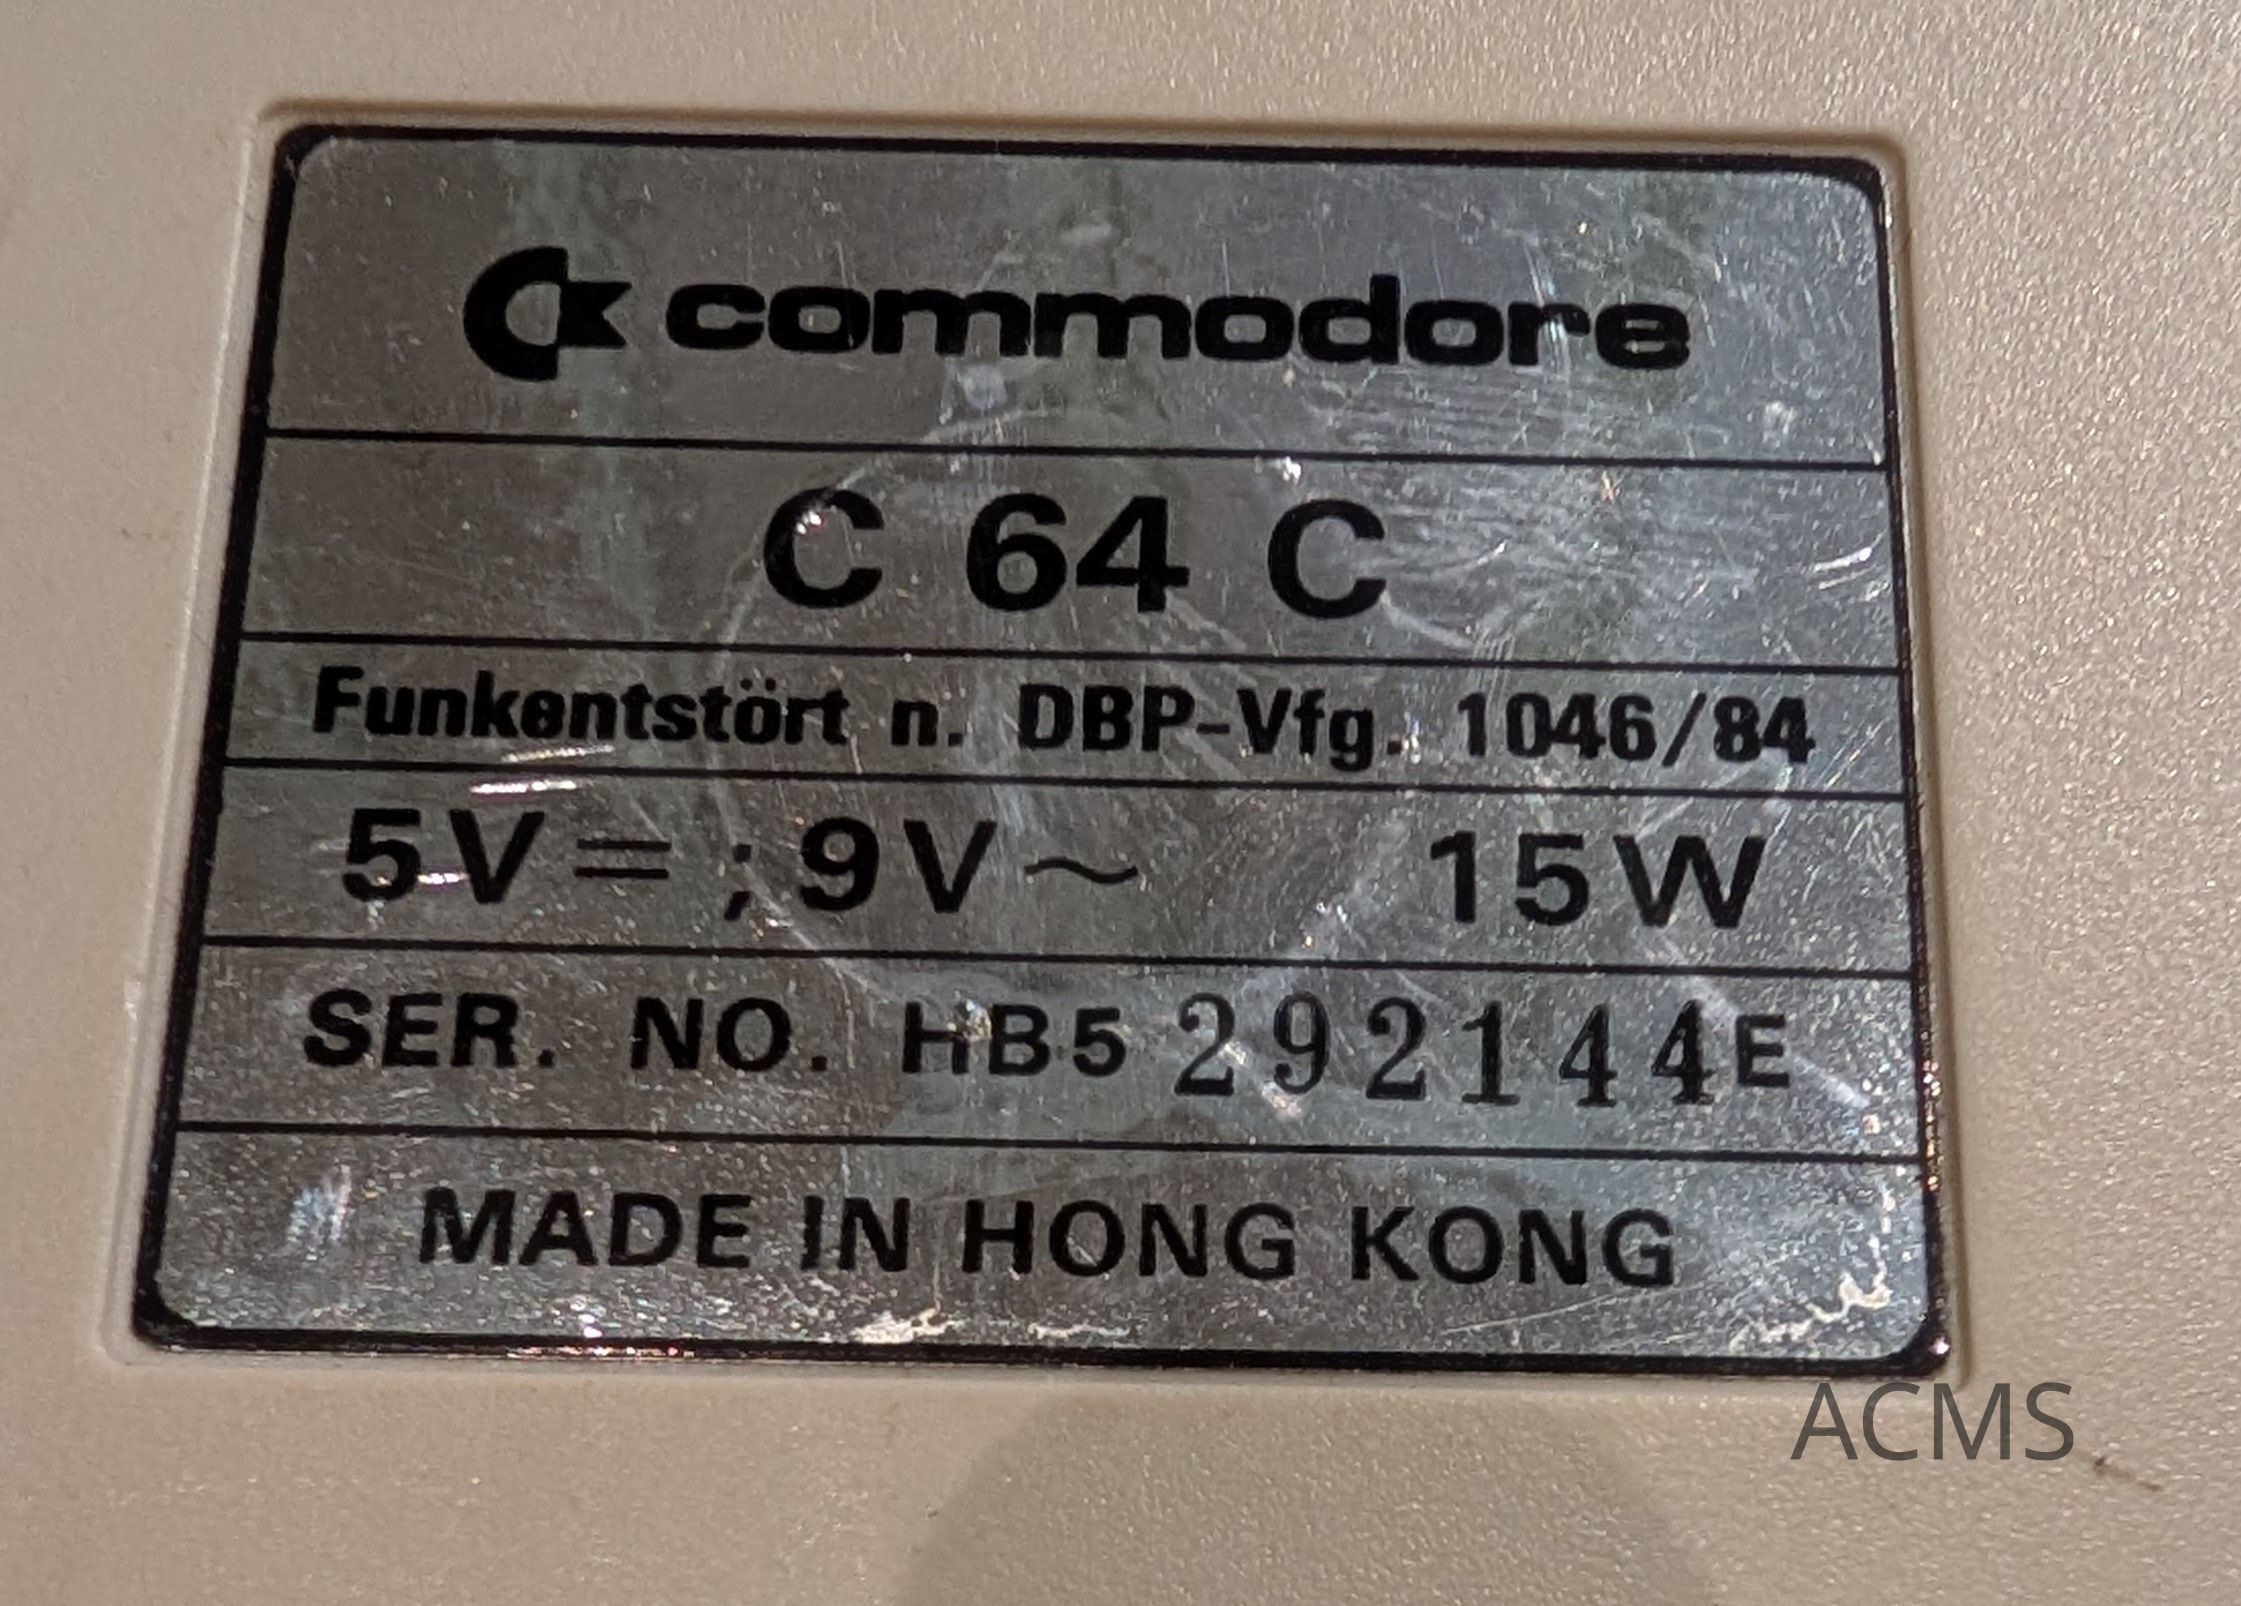 commodore
C 64 C
Funkentstört n. DBP-Vfg. 1046/84
5V⎓; 9V~ 15W
SER. NO. HB5 292144E
MADE IN HONG KONG
ACMS